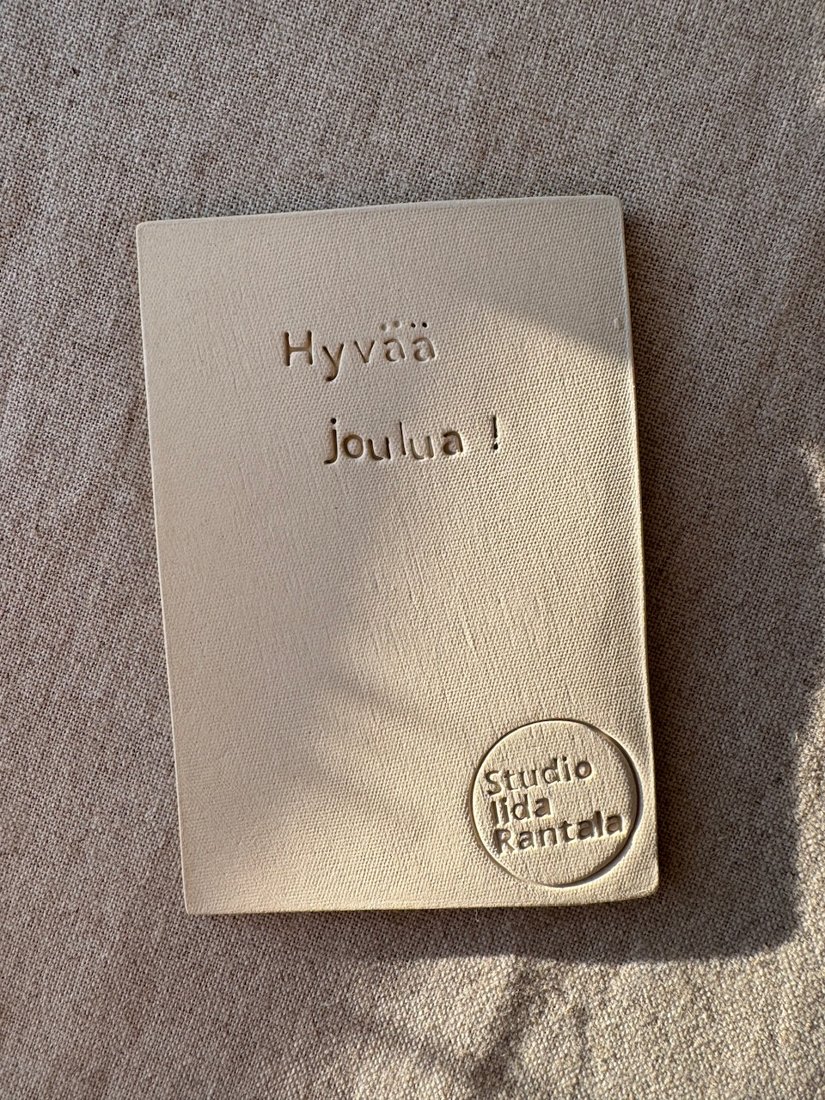 Hyvää
joulua !
Studio
Iida
Rantala